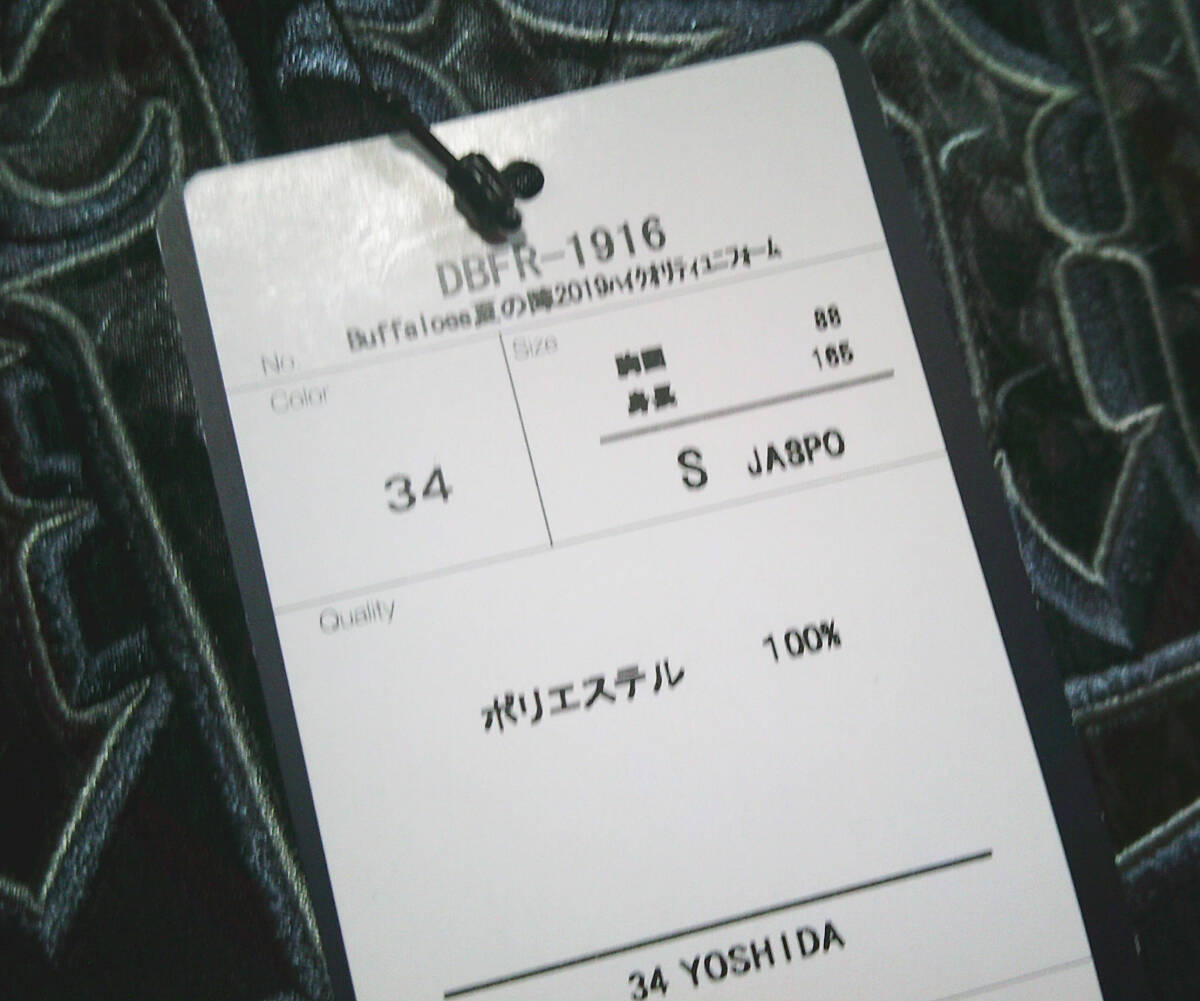 DBFR-1916
Buffaloes夏の陣2019ﾊｲｸｵﾘﾃｨﾕﾆﾌｫｰﾑ
No.
Color
34
Size
胸囲 88
身長 165
S JASPO
Quality
ポリエステル 100%
34 YOSHIDA